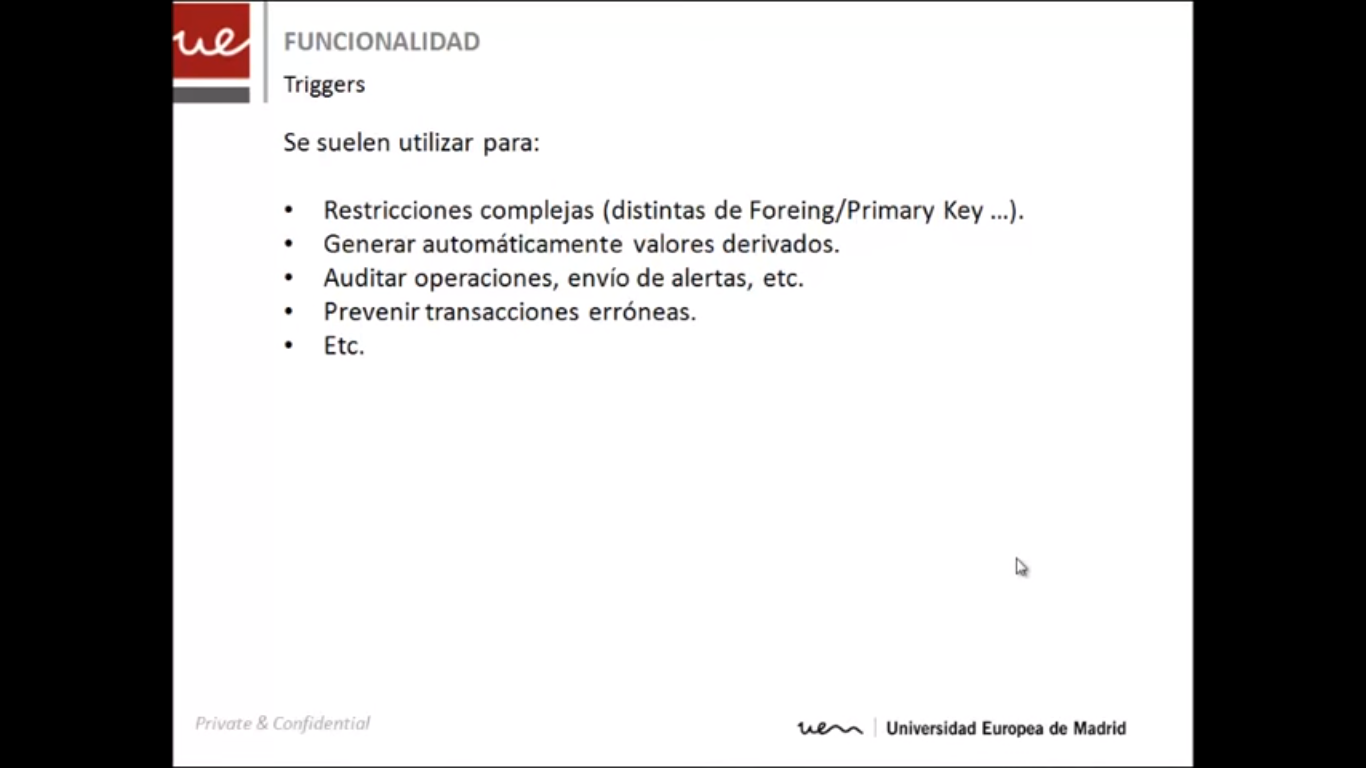 ue
FUNCIONALIDAD
Triggers
Se suelen utilizar para:
• Restricciones complejas (distintas de Foreing/Primary Key ...).
• Generar automáticamente valores derivados.
• Auditar operaciones, envío de alertas, etc.
• Prevenir transacciones erróneas.
• Etc.
Private & Confidential
uem Universidad Europea de Madrid